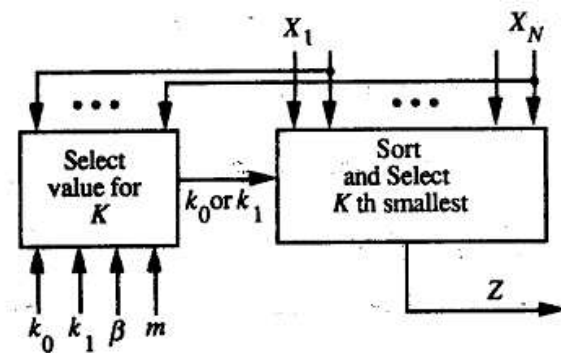 X1 XN
• • • • • •
Select
value for
K
k0 or k1
Sort
and Select
K th smallest
k0 k1 β m
Z